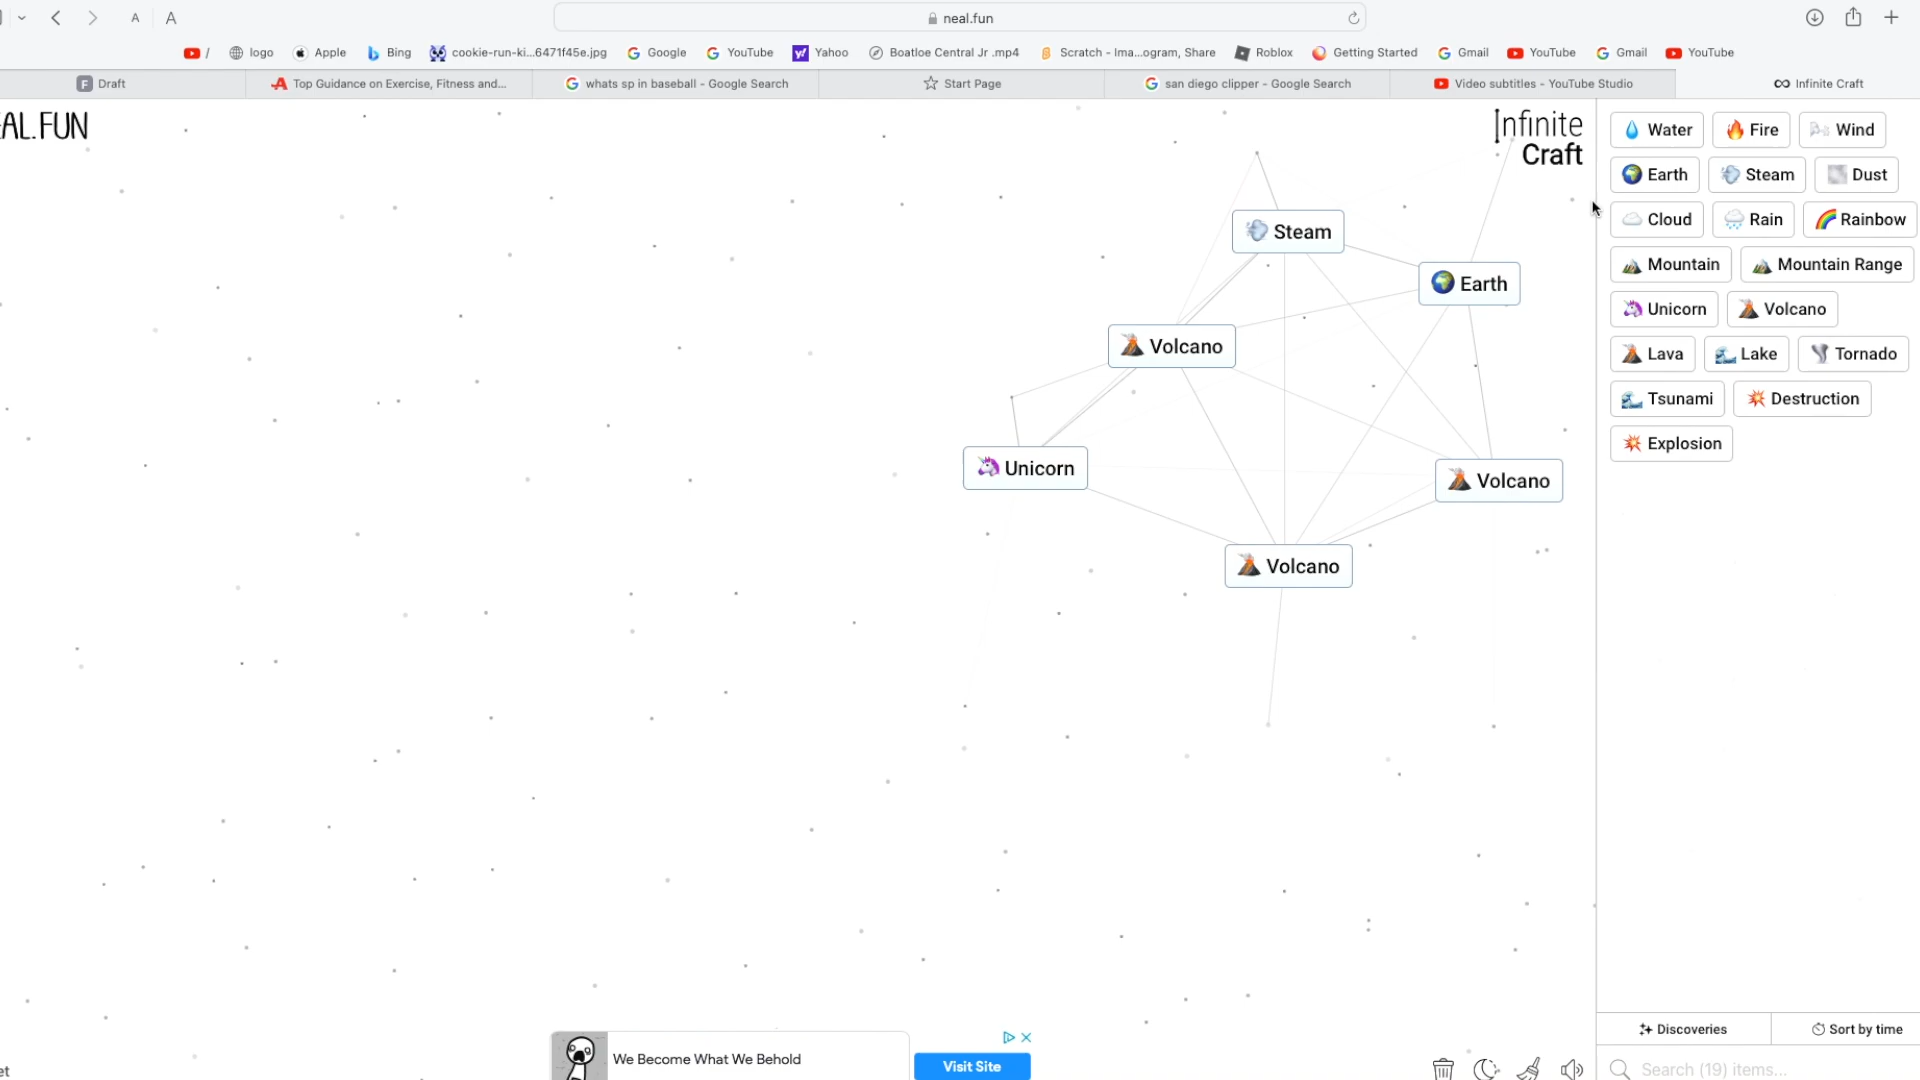 A A neal.fun
/ logo Apple Bing cookie-run-ki...6471f45e.jpg Google YouTube Yahoo Boatloe Central Jr .mp4 Scratch - Ima...ogram, Share Roblox Getting Started Gmail YouTube Gmail YouTube
Draft Top Guidance on Exercise, Fitness and... whats sp in baseball - Google Search Start Page san diego clipper - Google Search Video subtitles - YouTube Studio Infinite Craft
EAL.FUN
Infinite
Craft
Steam
Earth
Volcano
Unicorn
Volcano
Volcano
Water Fire Wind
Earth Steam Dust
Cloud Rain Rainbow
Mountain Mountain Range
Unicorn Volcano
Lava Lake Tornado
Tsunami Destruction
Explosion
Discoveries Sort by time
Search (19) items...
We Become What We Behold
Visit Site
et